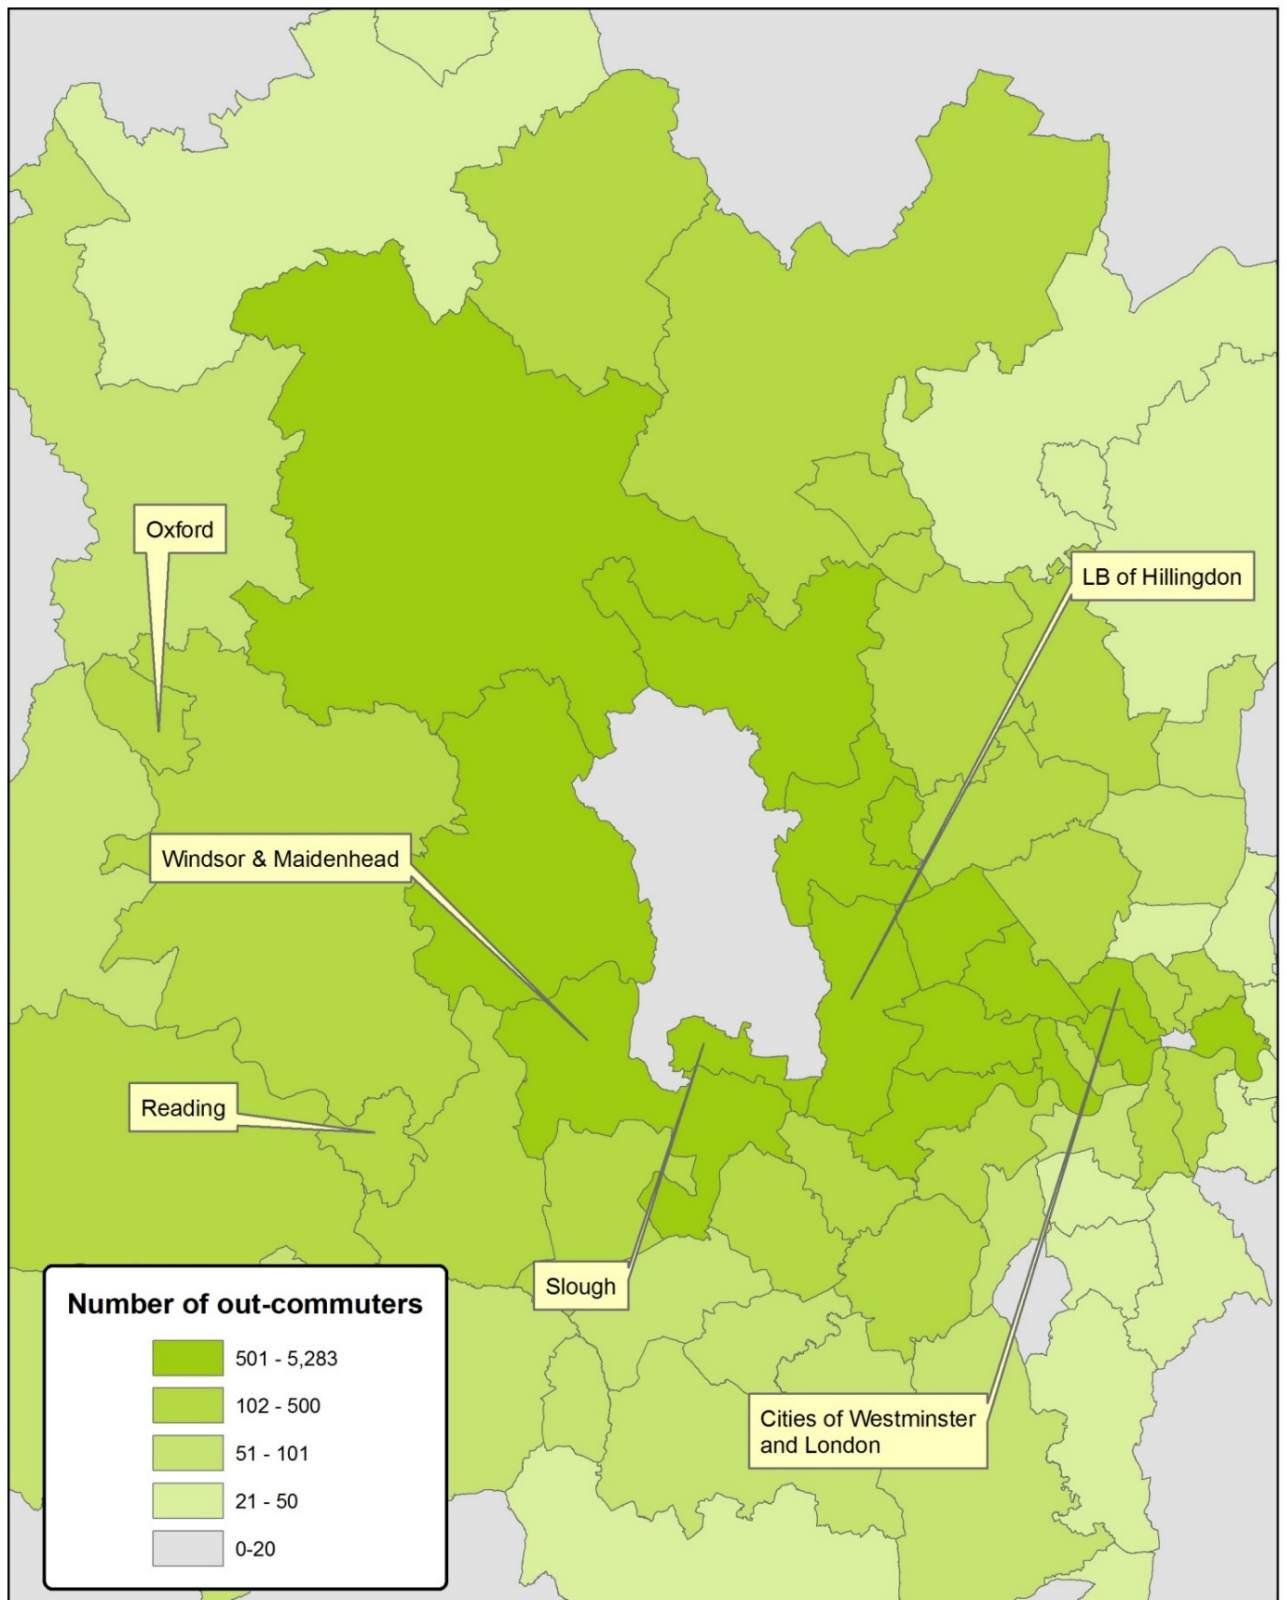 Oxford
LB of Hillingdon
Windsor & Maidenhead
Reading
Slough
Cities of Westminster
and London
Number of out-commuters
501 - 5,283
102 - 500
51 - 101
21 - 50
0-20